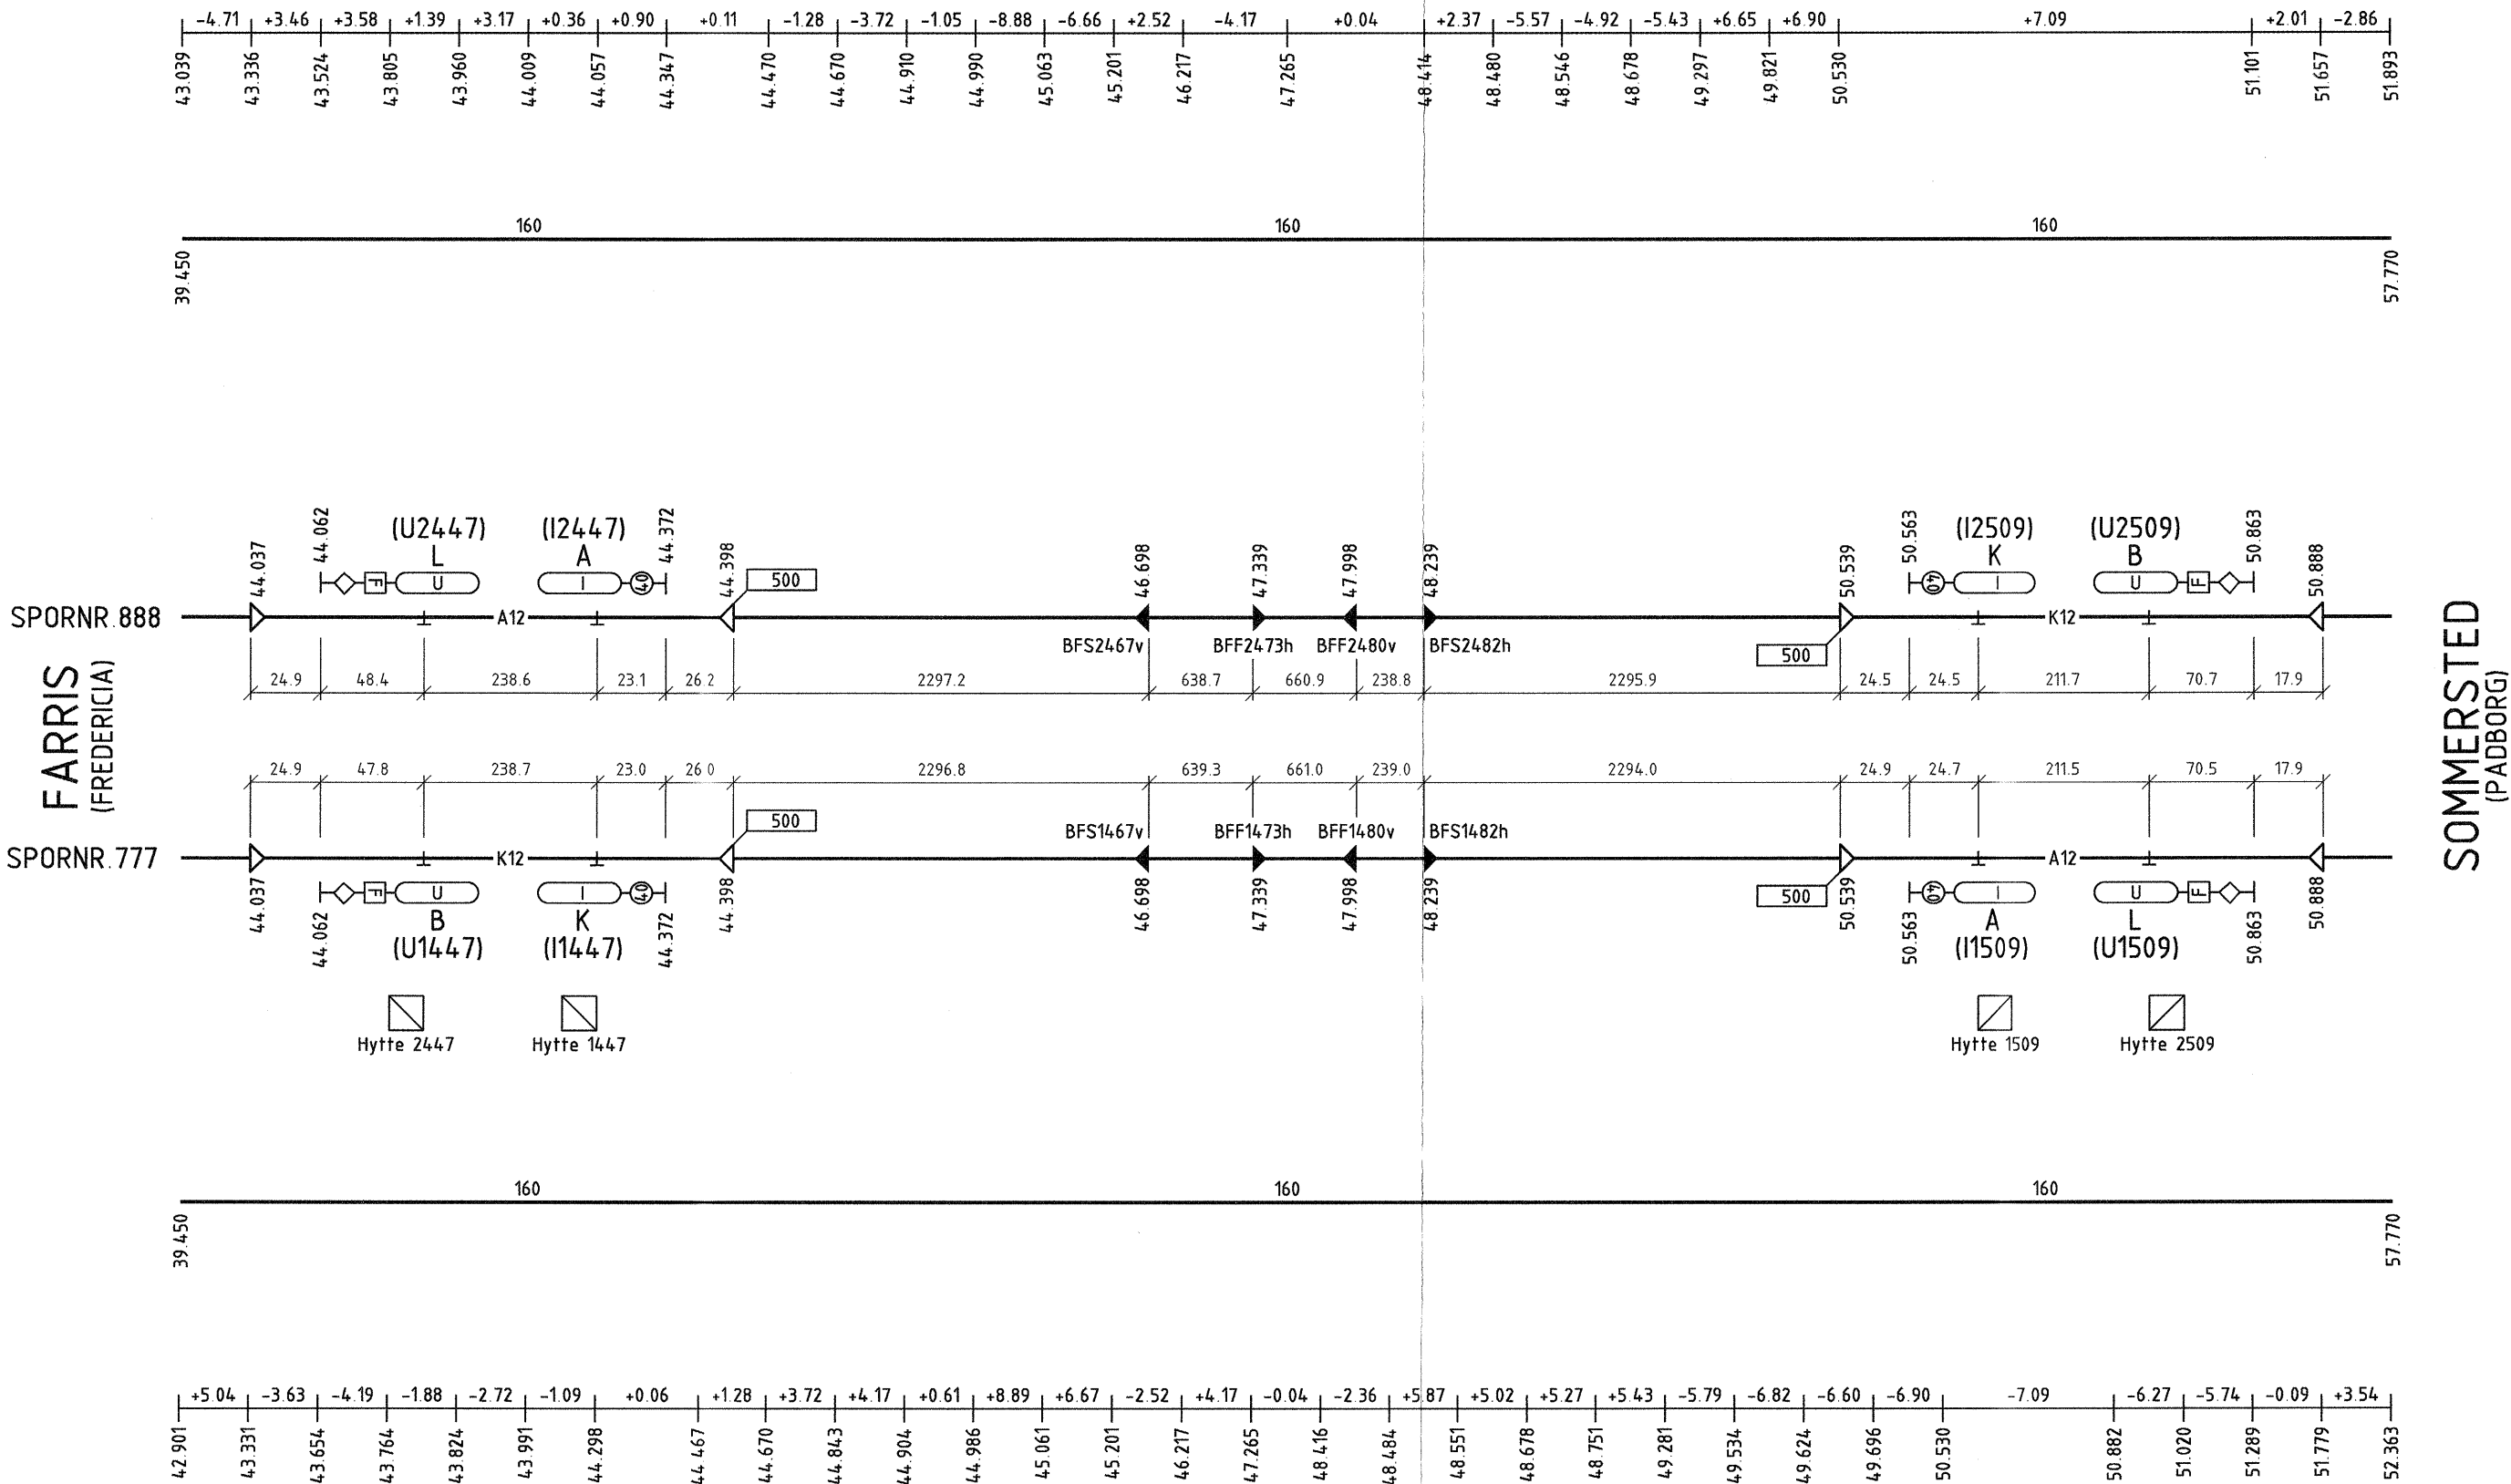 -4.71 +3.46 +3.58 +1.39 +3.17 +0.36 +0.90 +0.11 -1.28 -3.72 -1.05 -8.88 -6.66 +2.52 -4.17 +0.04 +2.37 -5.57 -4.92 -5.43 +6.65 +6.90 +7.09 +2.01 -2.86
43.039 43.336 43.524 43.805 43.960 44.009 44.057 44.347 44.470 44.670 44.910 44.990 45.063 45.201 46.217 47.265 48.414 48.480 48.546 48.678 49.297 49.821 50.530 51.101 51.657 51.893
160 160 160
39.450 57.770
(U2447) (I2447) (I2509) (U2509)
L A K B
44.037 44.062 44.372 44.398 46.698 47.339 47.998 48.239 50.539 50.563 50.863 50.888
F U I 40 500 40 I U F
SPORNR.888 A12 K12
BFS2467v BFF2473h BFF2480v BFS2482h
500
24.9 48.4 238.6 23.1 26.2 2297.2 638.7 660.9 238.8 2295.9 24.5 24.5 211.7 70.7 17.9
FARRIS
(FREDERICIA)
SOMMERSTED
(PADBORG)
24.9 47.8 238.7 23.0 26.0 2296.8 639.3 661.0 239.0 2294.0 24.9 24.7 211.5 70.5 17.9
500
BFS1467v BFF1473h BFF1480v BFS1482h
SPORNR.777 K12 A12
F U I 40 500 40 I U F
44.037 44.062 44.372 44.398 46.698 47.339 47.998 48.239 50.539 50.563 50.863 50.888
B K A L
(U1447) (I1447) (I1509) (U1509)
Hytte 2447 Hytte 1447 Hytte 1509 Hytte 2509
160 160 160
39.450 57.770
+5.04 -3.63 -4.19 -1.88 -2.72 -1.09 +0.06 +1.28 +3.72 +4.17 +0.61 +8.89 +6.67 -2.52 +4.17 -0.04 -2.36 +5.87 +5.02 +5.27 +5.43 -5.79 -6.82 -6.60 -6.90 -7.09 -6.27 -5.74 -0.09 +3.54
42.901 43.331 43.654 43.764 43.824 43.991 44.298 44.467 44.670 44.843 44.904 44.986 45.061 45.201 46.217 47.265 48.416 48.484 48.551 48.678 48.751 49.281 49.534 49.624 49.696 50.530 50.882 51.020 51.289 51.779 52.363